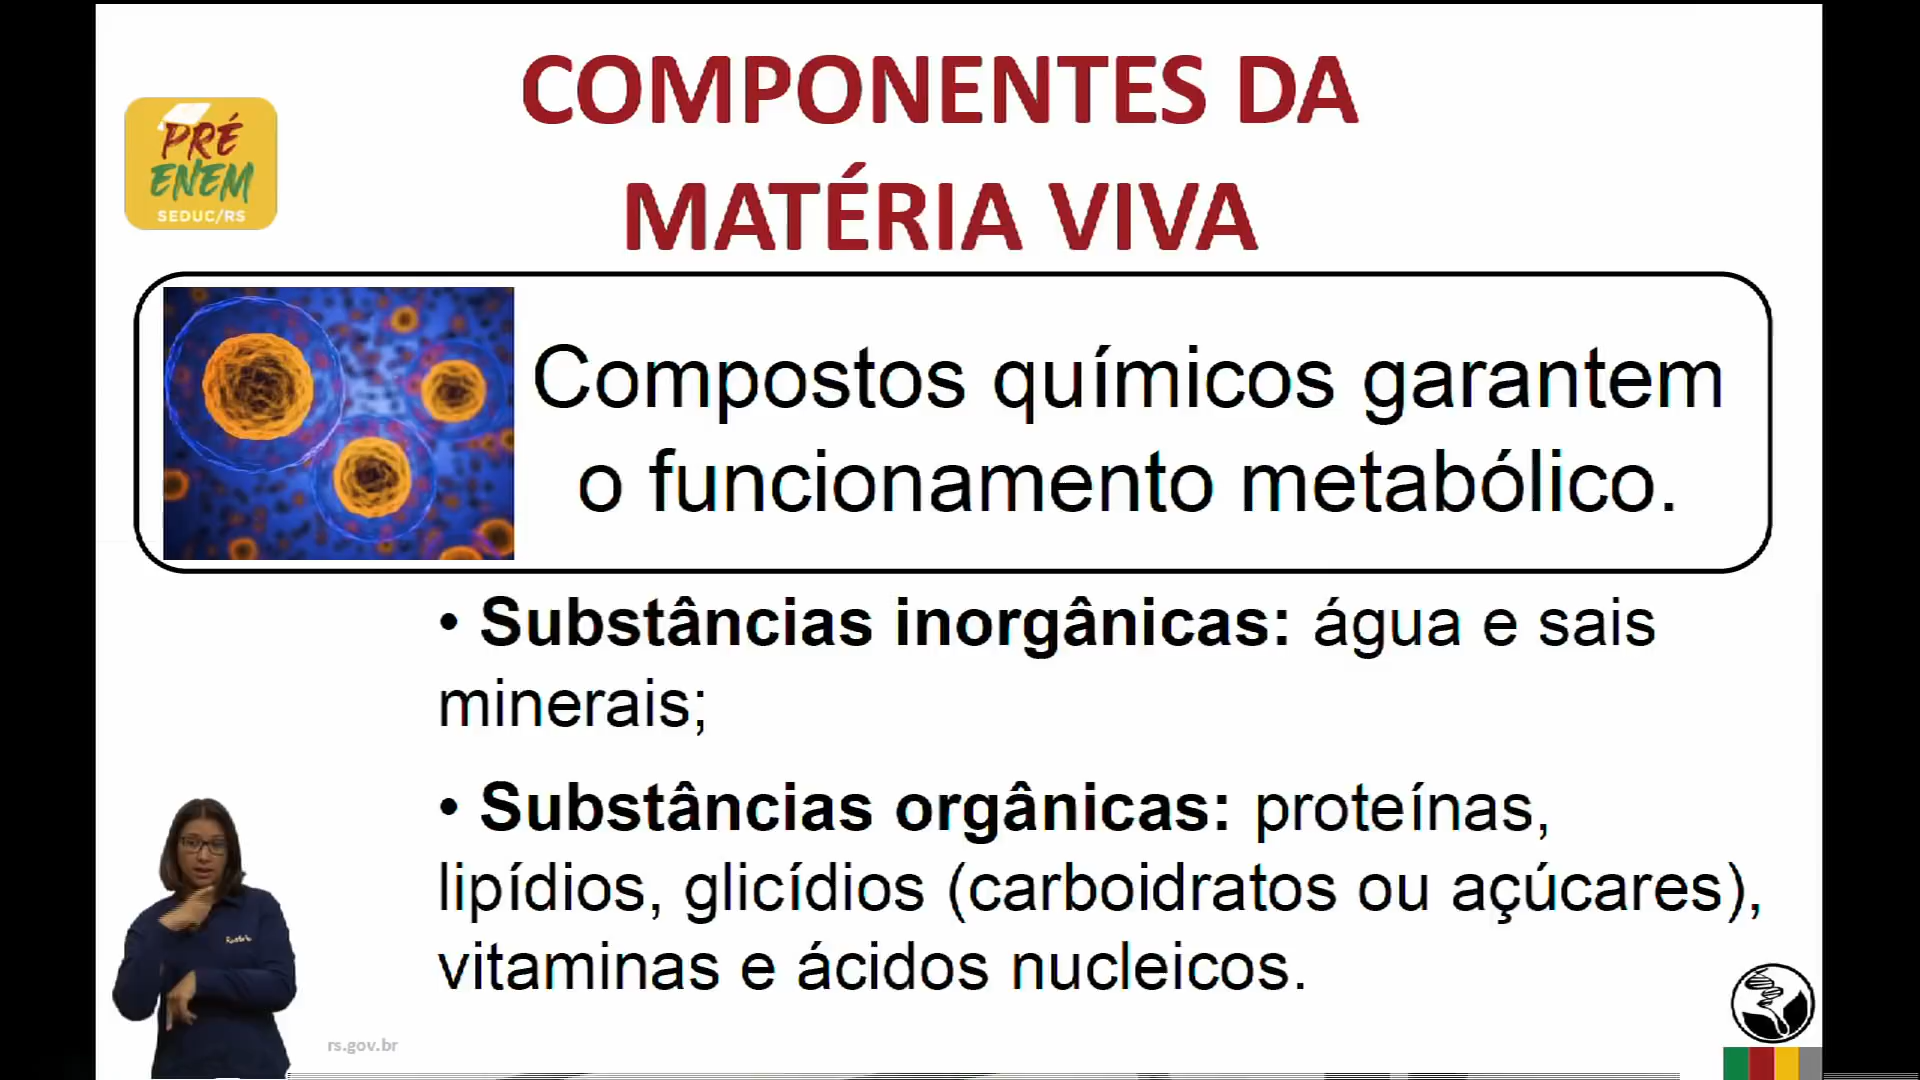 COMPONENTES DA
MATÉRIA VIVA
PRÉ
ENEM
SEDUC/RS
Compostos químicos garantem
o funcionamento metabólico.
• Substâncias inorgânicas: água e sais
minerais;
• Substâncias orgânicas: proteínas,
lipídios, glicídios (carboidratos ou açúcares),
vitaminas e ácidos nucleicos.
rs.gov.br